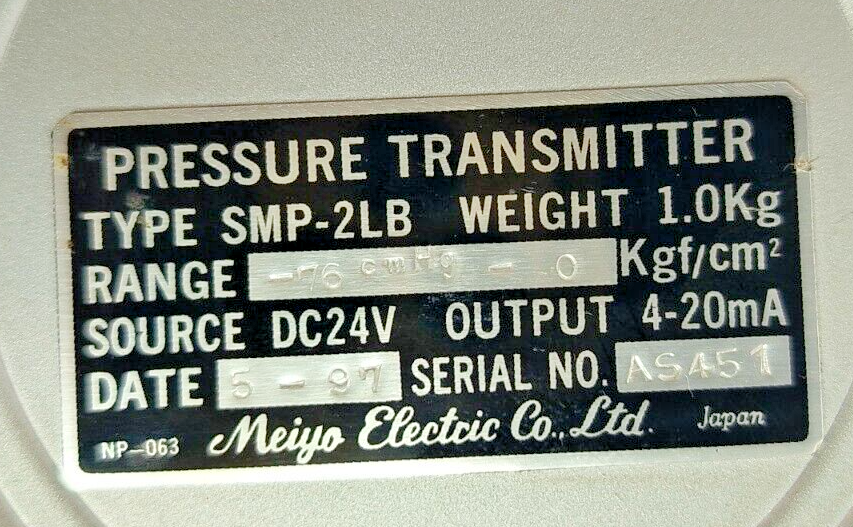 PRESSURE TRANSMITTER
TYPE SMP-2LB WEIGHT 1.0Kg
RANGE -76 cmHg - 0 Kgf/cm²
SOURCE DC24V OUTPUT 4-20mA
DATE 5-97 SERIAL NO. AS451
NP-063 Meiyo Electric Co., Ltd. Japan